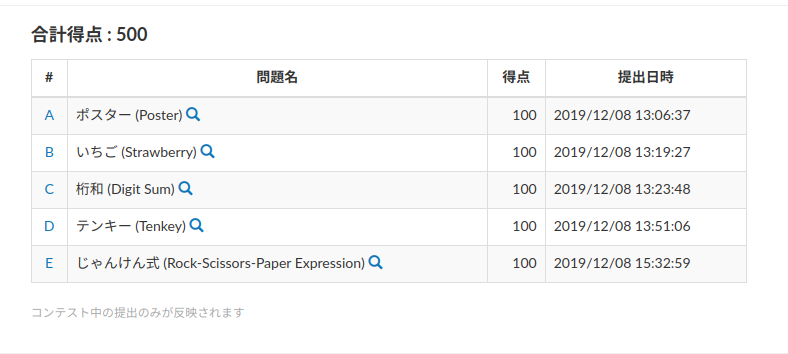 合計得点 : 500
# 問題名 得点 提出日時
A ポスター (Poster) 100 2019/12/08 13:06:37
B いちご (Strawberry) 100 2019/12/08 13:19:27
C 桁和 (Digit Sum) 100 2019/12/08 13:23:48
D テンキー (Tenkey) 100 2019/12/08 13:51:06
E じゃんけん式 (Rock-Scissors-Paper Expression) 100 2019/12/08 15:32:59
コンテスト中の提出のみが反映されます